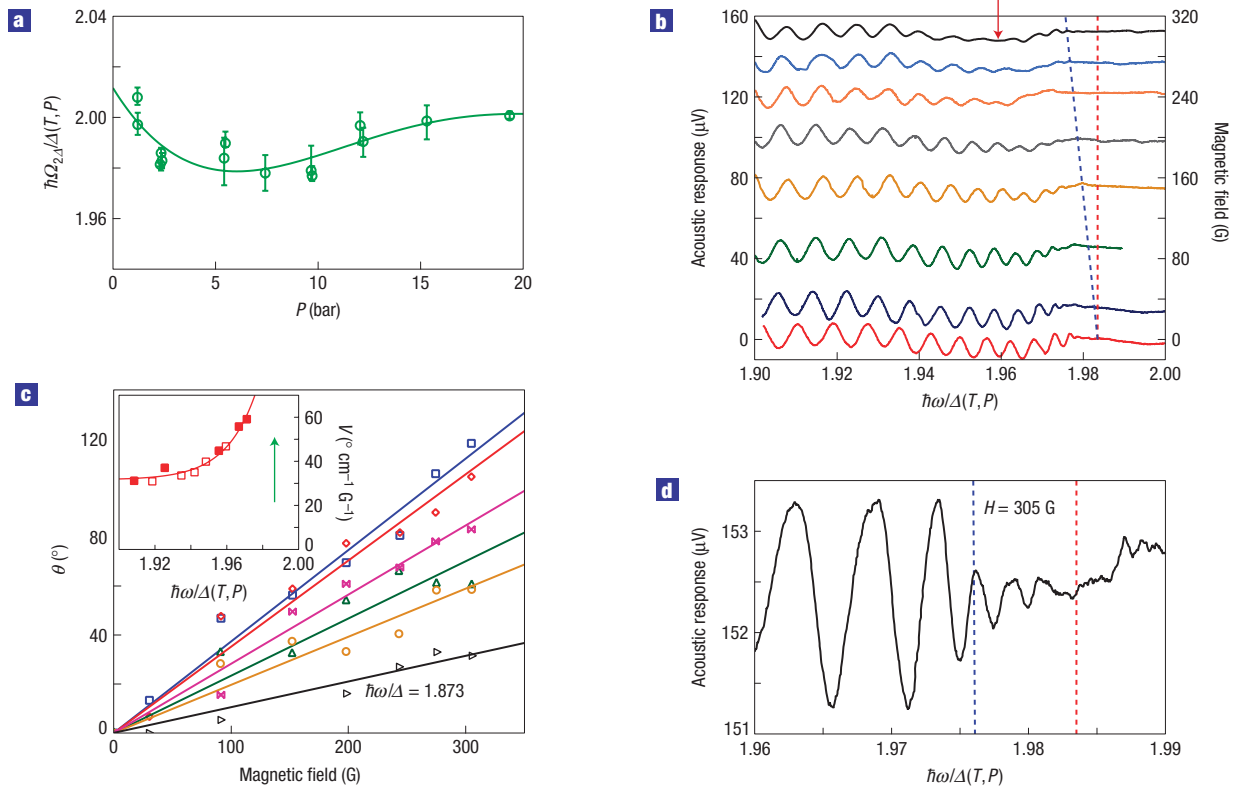 a
2.04
2.00
1.96
ħΩ2Δ/Δ(T, P)
0
5
10
15
20
P (bar)
b
160
120
80
40
0
Acoustic response (μV)
320
240
160
80
0
Magnetic field (G)
1.90
1.92
1.94
1.96
1.98
2.00
ħω/Δ(T, P)
c
120
80
40
0
θ (°)
0
100
200
300
Magnetic field (G)
ħω/Δ = 1.873
60
40
20
0
V (° cm⁻¹ G⁻¹)
1.92
1.96
2.00
ħω/Δ(T, P)
d
H = 305 G
153
152
151
Acoustic response (μV)
1.96
1.97
1.98
1.99
ħω/Δ(T, P)